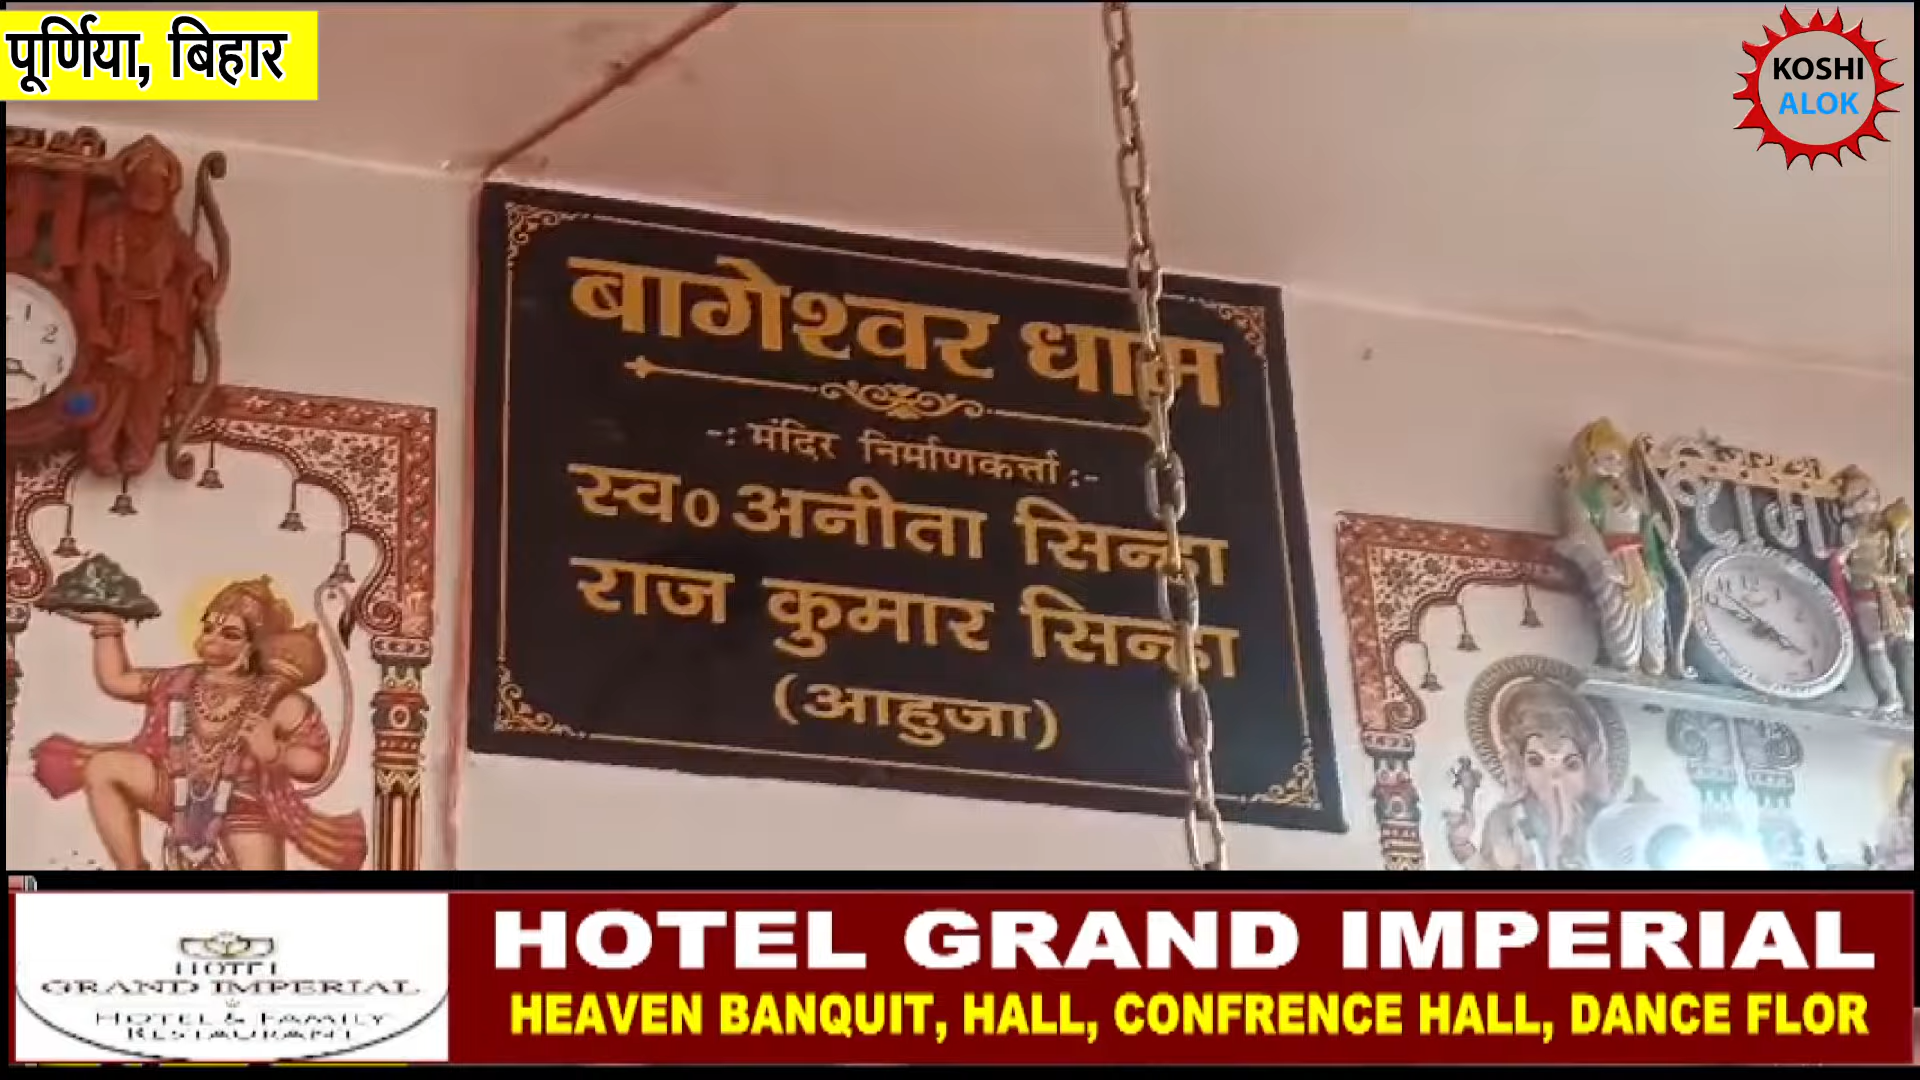 पूर्णिया, बिहार
KOSHI
ALOK
बागेश्वर धाम
-: मंदिर निर्माणकर्त्ता :-
स्व0 अनीता सिन्हा
राज कुमार सिन्हा
(आहुजा)
राम
HOTEL
GRAND IMPERIAL
HOTEL & FAMILY
RESTAURANT
HOTEL GRAND IMPERIAL
HEAVEN BANQUIT, HALL, CONFRENCE HALL, DANCE FLOR